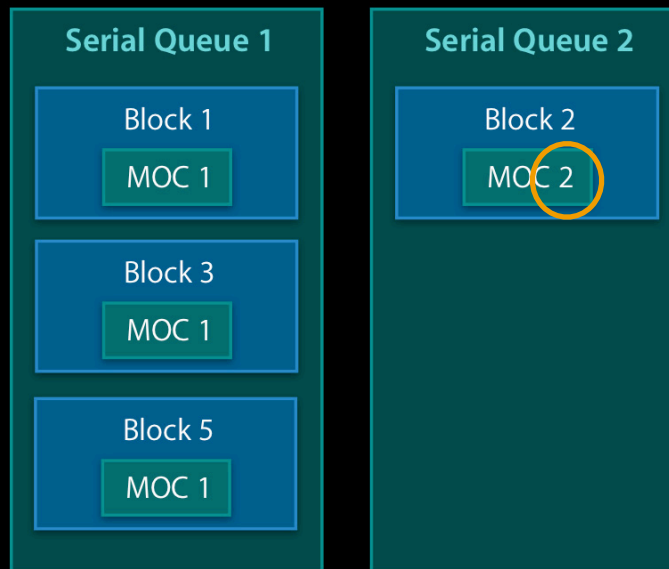 Serial Queue 1
Block 1
MOC 1
Block 3
MOC 1
Block 5
MOC 1
Serial Queue 2
Block 2
MOC 2